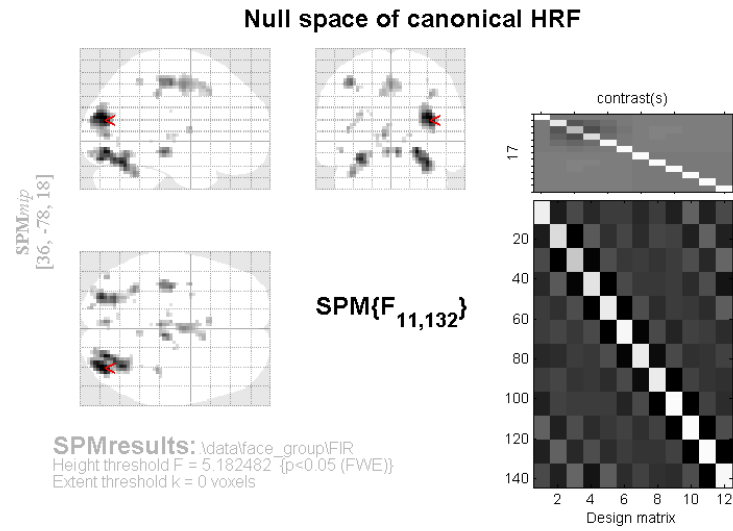 Null space of canonical HRF
SPMmip
[36, -78, 18]
SPM{F11,132}
SPMresults: .\data\face_group\FIR
Height threshold F = 5.182482 {p<0.05 (FWE)}
Extent threshold k = 0 voxels
contrast(s)
17
20
40
60
80
100
120
140
2 4 6 8 10 12
Design matrix